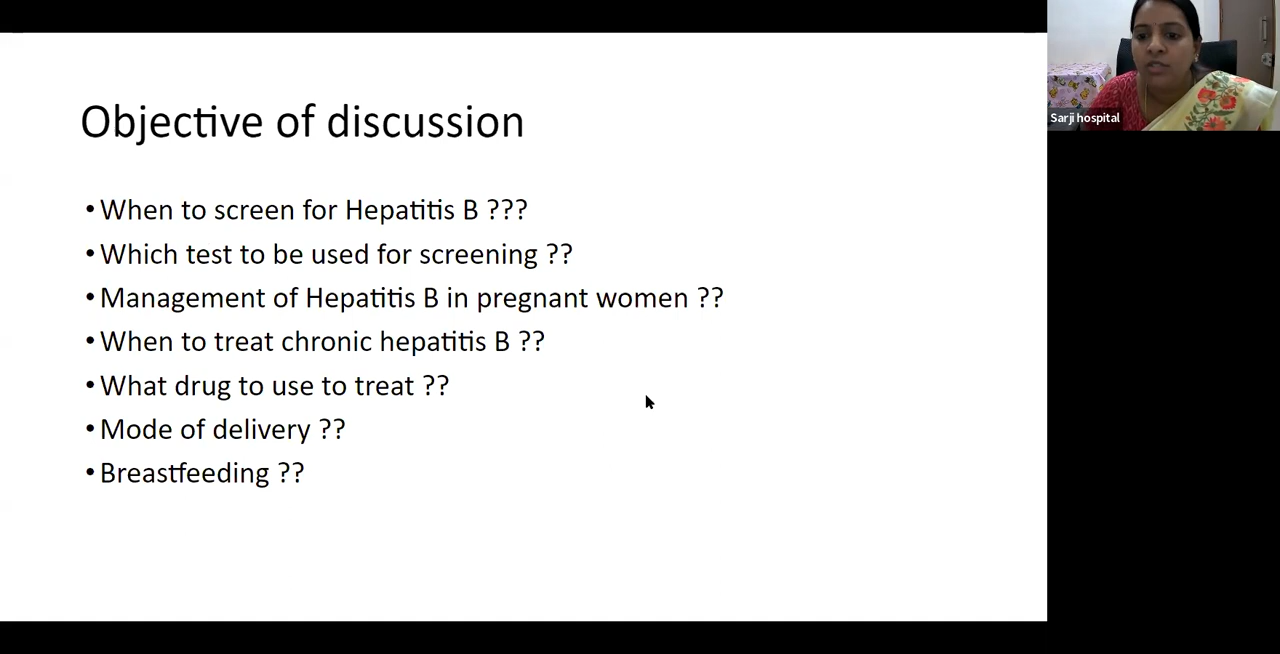 Objective of discussion
• When to screen for Hepatitis B ???
• Which test to be used for screening ??
• Management of Hepatitis B in pregnant women ??
• When to treat chronic hepatitis B ??
• What drug to use to treat ??
• Mode of delivery ??
• Breastfeeding ??
Sarji hospital